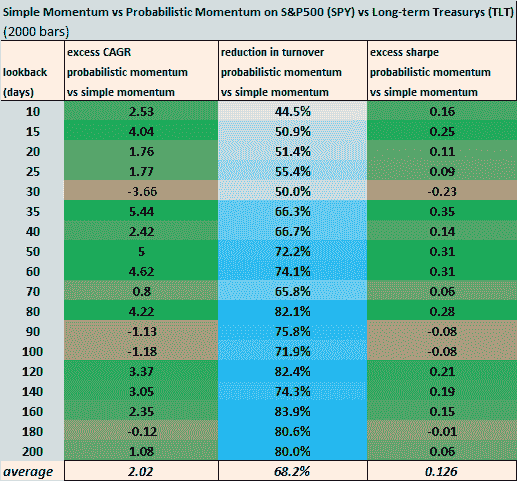 Simple Momentum vs Probabilistic Momentum on S&P500 (SPY) vs Long-term Treasurys (TLT)
(2000 bars)
lookback (days) excess CAGR probabilistic momentum vs simple momentum reduction in turnover probabilistic momentum vs simple momentum excess sharpe probabilistic momentum vs simple momentum
10 2.53 44.5% 0.16
15 4.04 50.9% 0.25
20 1.76 51.4% 0.11
25 1.77 55.4% 0.09
30 -3.66 50.0% -0.23
35 5.44 66.3% 0.35
40 2.42 66.7% 0.14
50 5 72.2% 0.31
60 4.62 74.1% 0.31
70 0.8 65.8% 0.06
80 4.22 82.1% 0.28
90 -1.13 75.8% -0.08
100 -1.18 71.9% -0.08
120 3.37 82.4% 0.21
140 3.05 74.3% 0.19
160 2.35 83.9% 0.15
180 -0.12 80.6% -0.01
200 1.08 80.0% 0.06
average 2.02 68.2% 0.126